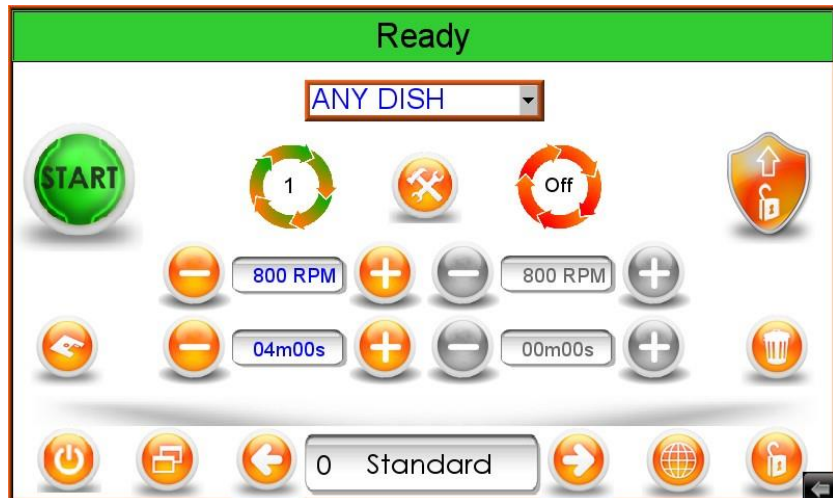 Ready
ANY DISH
START
1
Off
800 RPM
800 RPM
04m00s
00m00s
0 Standard